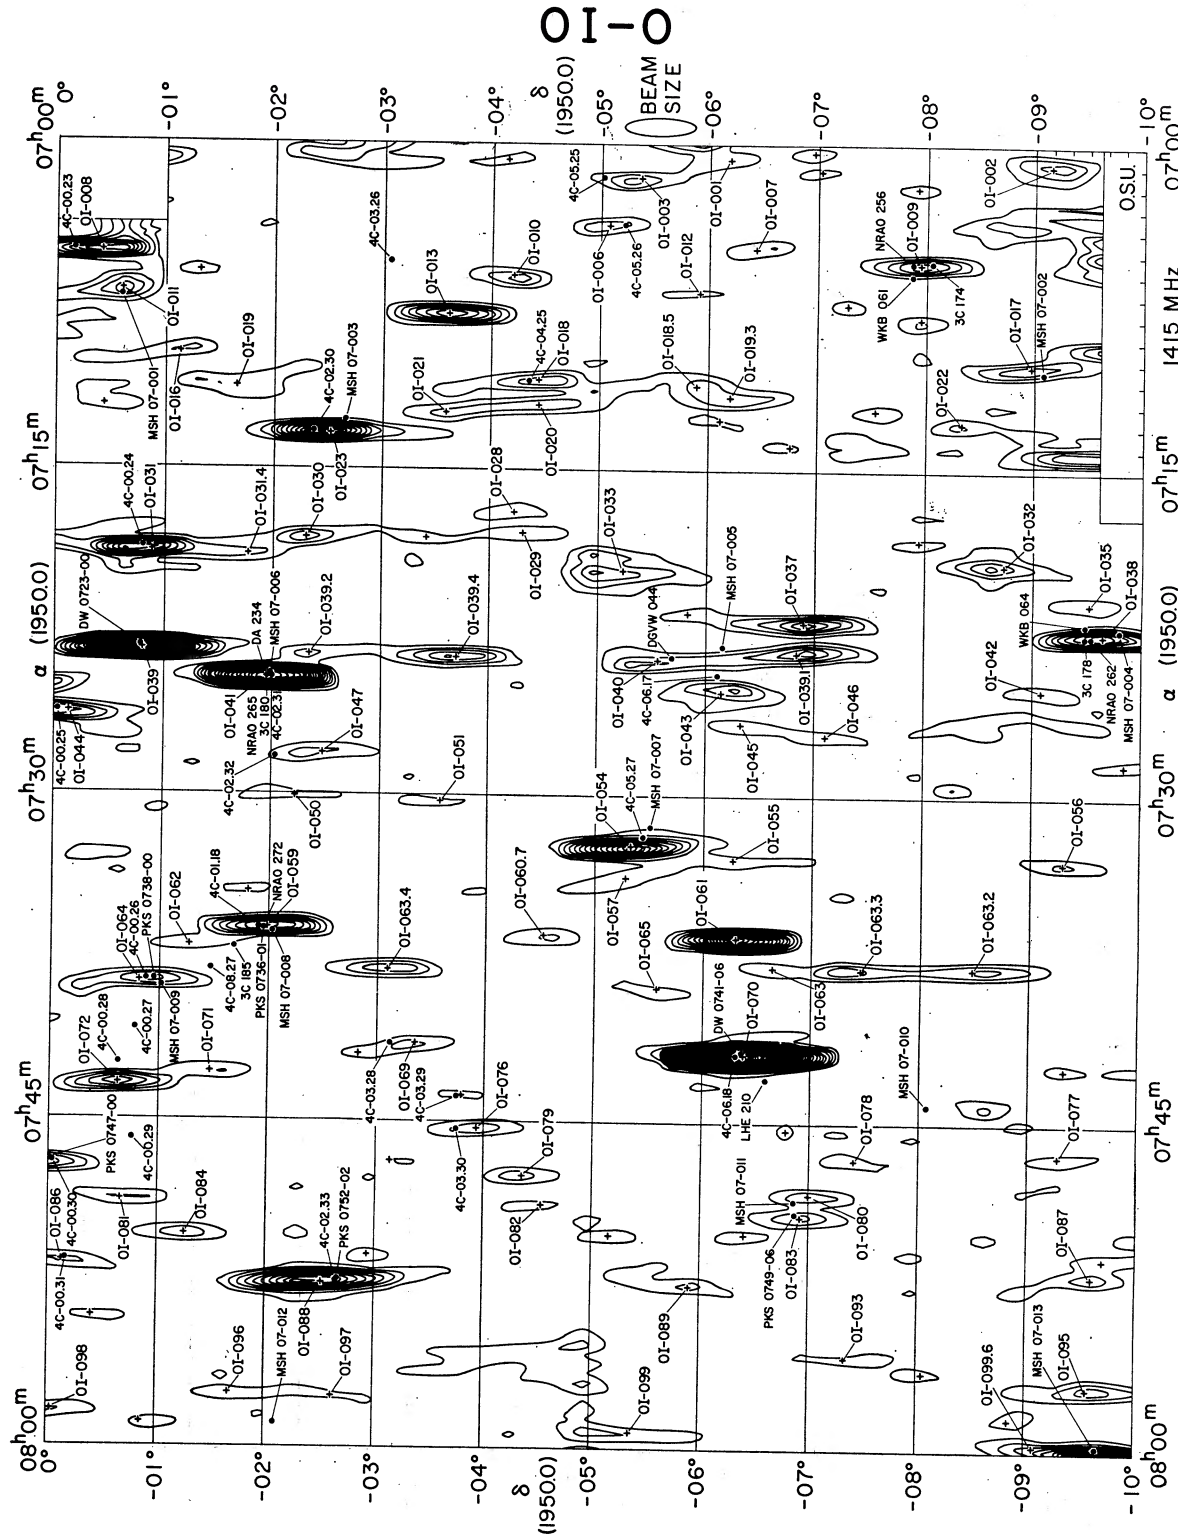 OI-0
07ʰ00ᵐ
0°
-01°
-02°
-03°
-04°
δ
(1950.0)
-05°
-06°
-07°
-08°
-09°
-10°
07ʰ00ᵐ
BEAM
SIZE
O.S.U.
1415 MHz
4C-00.23
OI-008
4C-03.26
4C-05.25
OI-003
OI-001
OI-007
OI-002
OI-010
OI-013
OI-006
4C-05.26
OI-012
NRAO 256
OI-009
WKB 061
3C 174
OI-011
OI-019
MSH 07-001
OI-016
4C-02.30
MSH 07-003
OI-021
4C-04.25
OI-018
OI-018.5
OI-019.3
OI-017
MSH 07-002
OI-022
OI-020
OI-023
07ʰ15ᵐ
07ʰ15ᵐ
4C-00.24
OI-031
OI-031.4
OI-030
OI-028
OI-029
OI-033
OI-032
α (1950.0)
α (1950.0)
DW 0723-00
OI-039
DA 234
MSH 07-006
OI-039.2
OI-039.4
OI-041
NRAO 265
3C 180
4C-02.31
DGVW 044
MSH 07-005
OI-037
OI-040
4C-06.17
OI-043
OI-039.1
OI-035
OI-038
WKB 064
3C 178
NRAO 262
MSH 07-004
OI-042
4C-00.25
OI-044
OI-047
4C-02.32
OI-045
OI-046
07ʰ30ᵐ
07ʰ30ᵐ
OI-050
OI-051
OI-054
4C-05.27
MSH 07-007
OI-055
OI-056
OI-057
OI-060.7
4C-01.18
NRAO 272
OI-059
OI-062
OI-064
4C-00.26
PKS 0738-00
4C-08.27
3C 185
PKS 0736-01
MSH 07-008
MSH 07-009
OI-061
OI-063.4
OI-063.3
OI-063.2
OI-063
OI-065
4C-00.27
4C-00.28
OI-072
OI-071
4C-03.28
OI-069
4C-03.29
DW 0741-06
OI-070
4C-06.18
LHE 210
MSH 07-010
OI-076
07ʰ45ᵐ
07ʰ45ᵐ
PKS 0747-00
4C-00.29
4C-00.30
OI-086
OI-081
OI-084
4C-03.30
OI-079
OI-082
OI-078
OI-077
MSH 07-011
OI-080
PKS 0749-06
OI-083
4C-00.31
4C-02.33
PKS 0752-02
OI-088
MSH 07-012
OI-089
OI-087
OI-093
OI-098
OI-096
OI-097
OI-099
OI-099.6
MSH 07-013
OI-095
08ʰ00ᵐ
0°
-01°
-02°
-03°
-04°
δ
(1950.0)
-05°
-06°
-07°
-08°
-09°
-10°
08ʰ00ᵐ